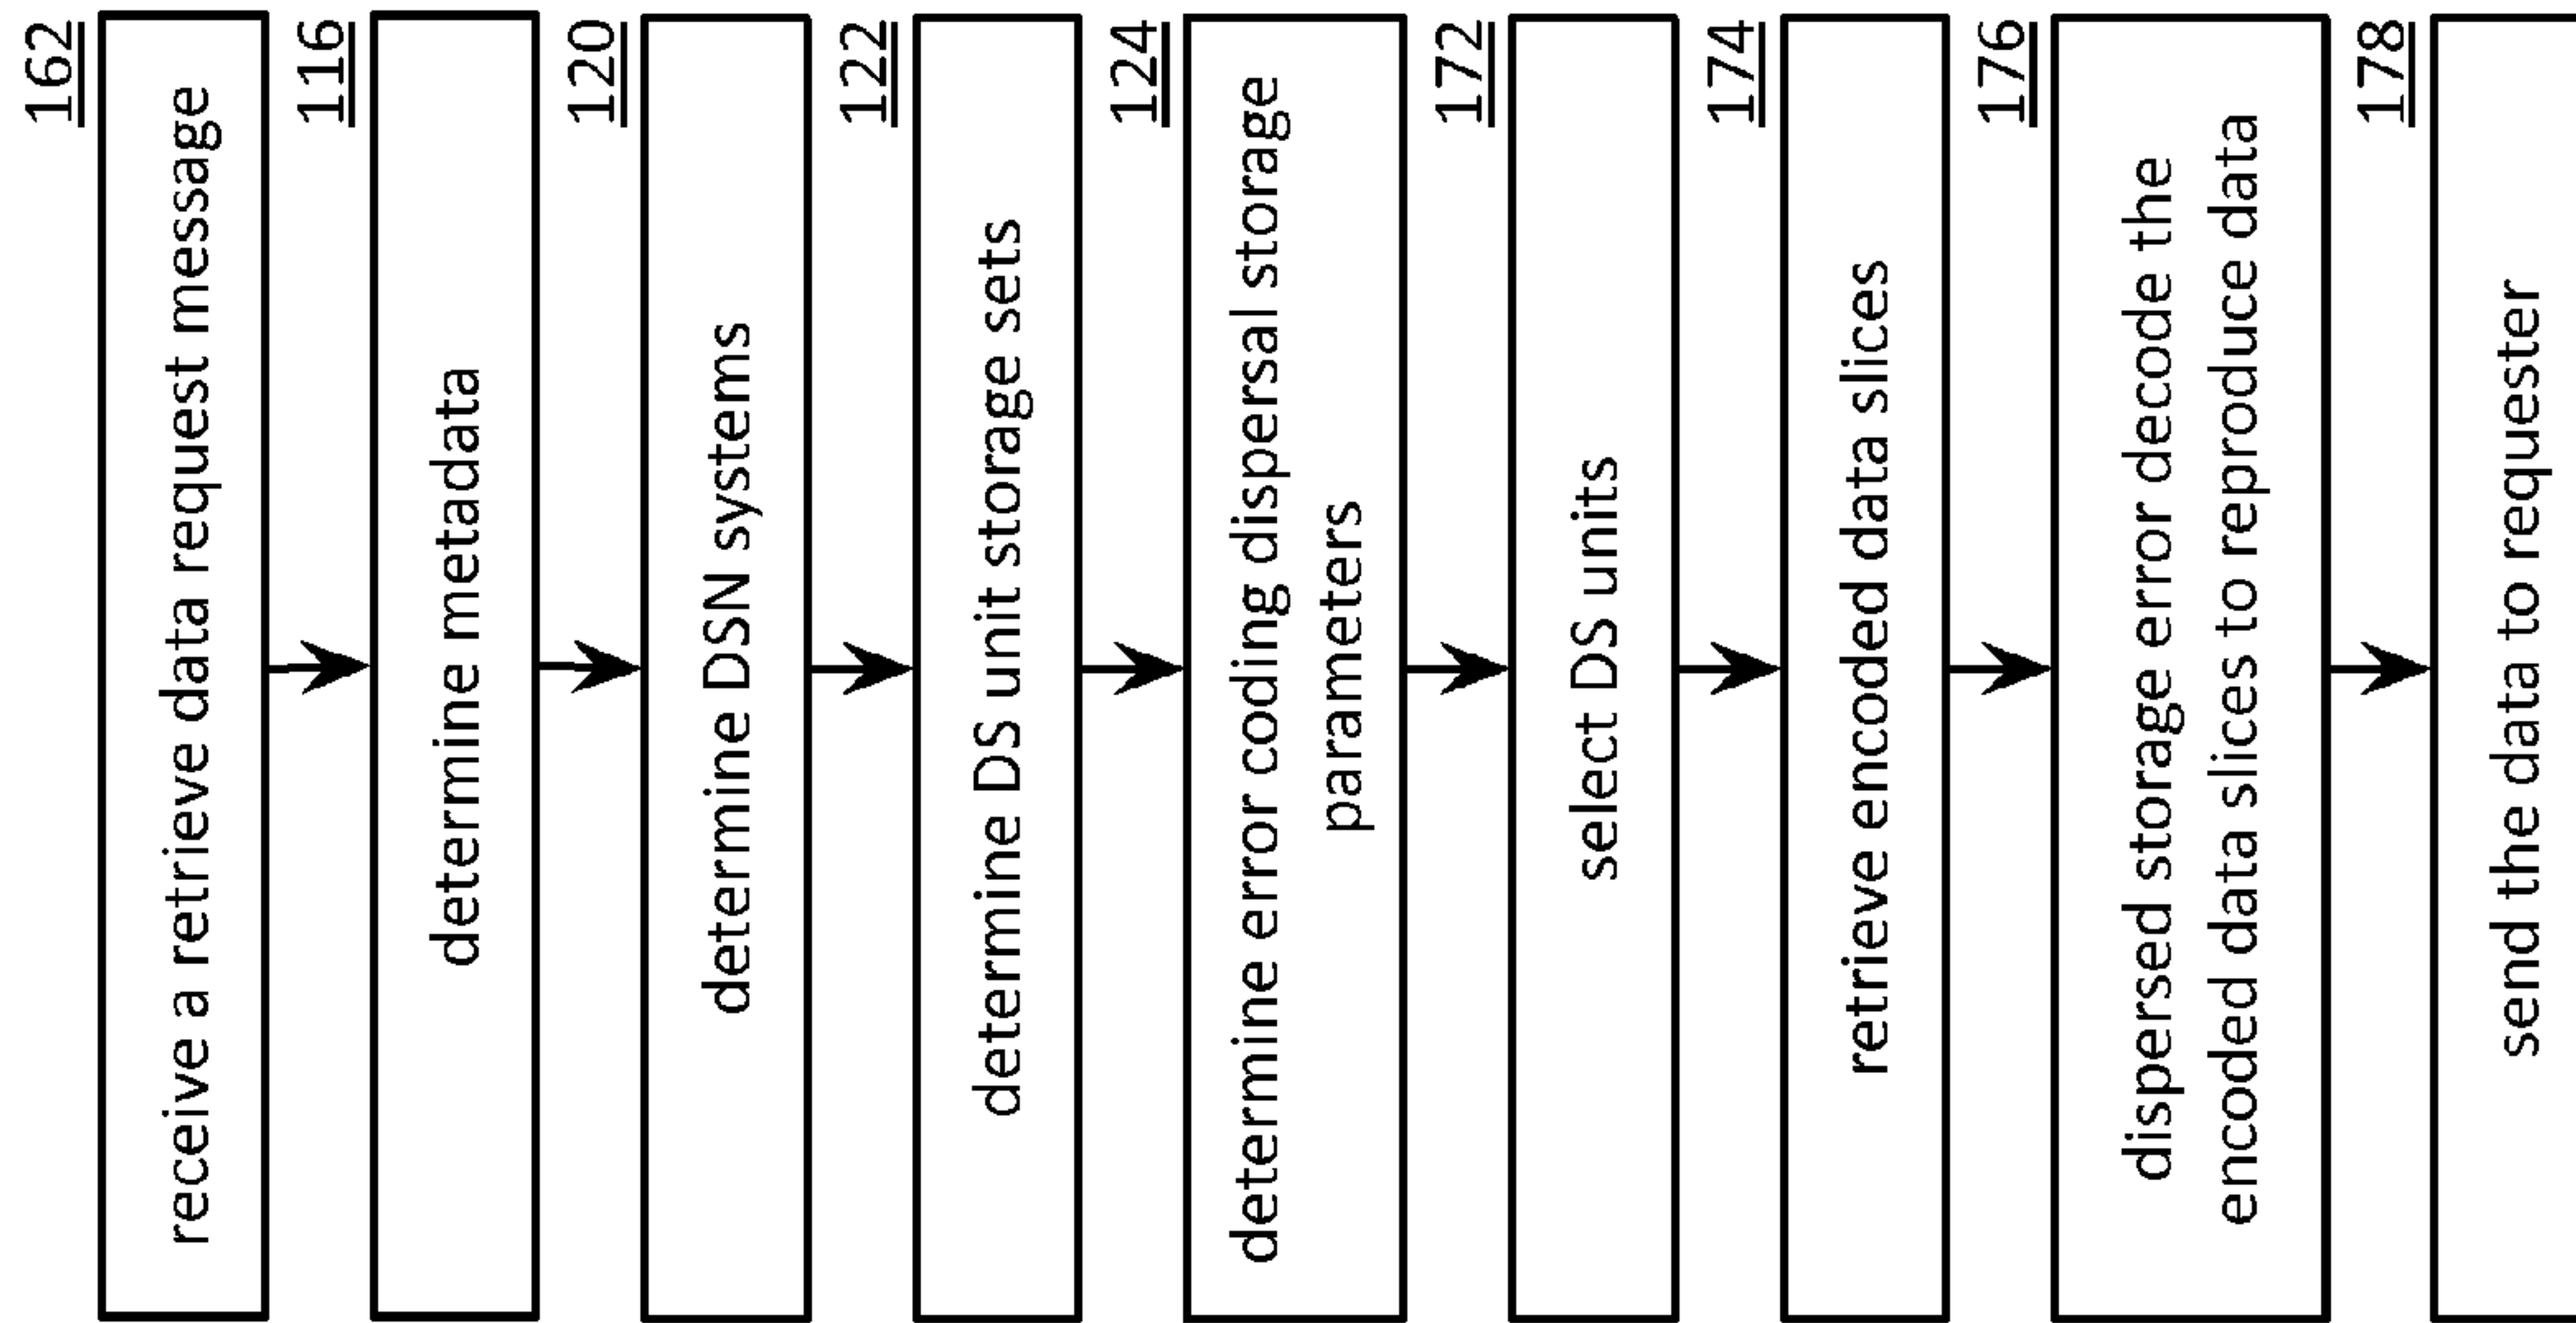 162
receive a retrieve data request message
116
determine metadata
120
determine DSN systems
122
determine DS unit storage sets
124
determine error coding dispersal storage
parameters
172
select DS units
174
retrieve encoded data slices
176
dispersed storage error decode the
encoded data slices to reproduce data
178
send the data to requester